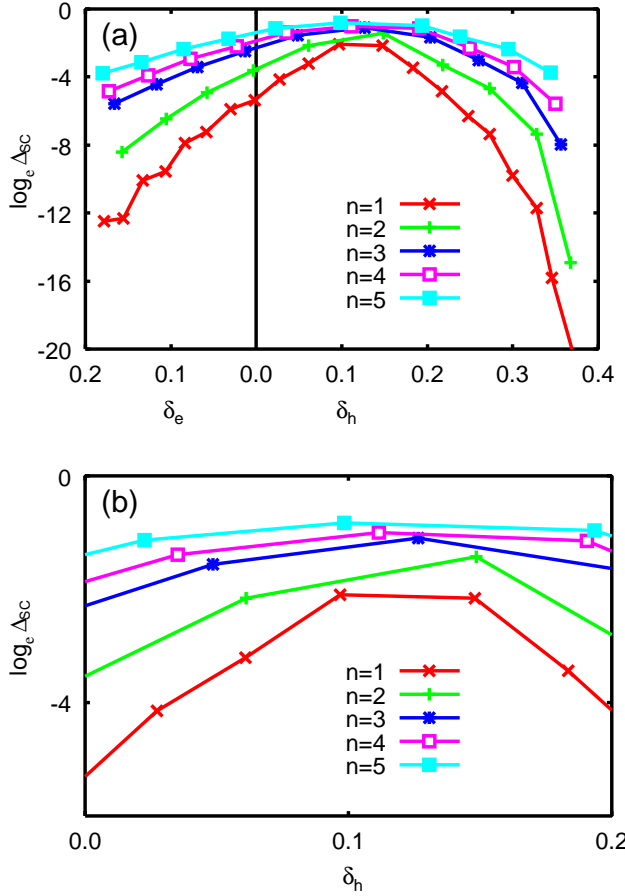 (a)
0
-4
-8
-12
-16
-20
log_e Δ_SC
n=1
n=2
n=3
n=4
n=5
0.2 0.1 0.0 0.1 0.2 0.3 0.4
δ_e δ_h
(b)
0
-4
log_e Δ_SC
n=1
n=2
n=3
n=4
n=5
0.0 0.1 0.2
δ_h